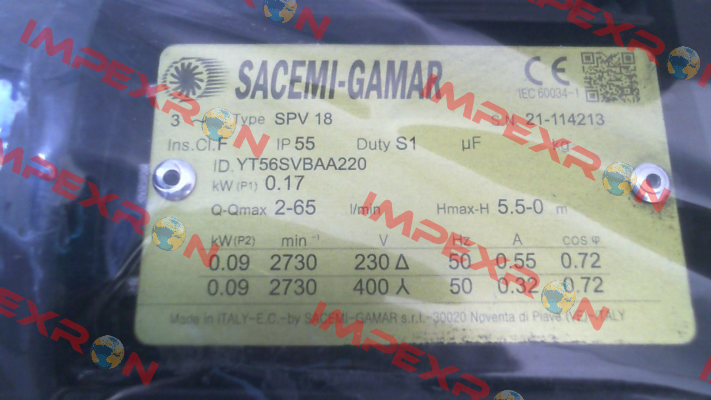 SACEMI-GAMAR
CE
IEC 60034-1
3 ~ Type SPV 18 S.N. 21-114213
Ins.Cl. F IP 55 Duty S1 µF kg
ID. YT56SVBAA220
kW (P1) 0.17
Q-Qmax 2-65 l/min Hmax-H 5.5-0 m
kW (P2) min⁻¹ V Hz A cos φ
0.09 2730 230 Δ 50 0.55 0.72
0.09 2730 400 ⅄ 50 0.32 0.72
Made in ITALY-E.C.-by SACEMI-GAMAR s.r.l.-30020 Noventa di Piave (VE)-ITALY
IMPEXRON
IMPEXRON
IMPEXRON
IMPEXRON
IMPEXRON
IMPEXRON